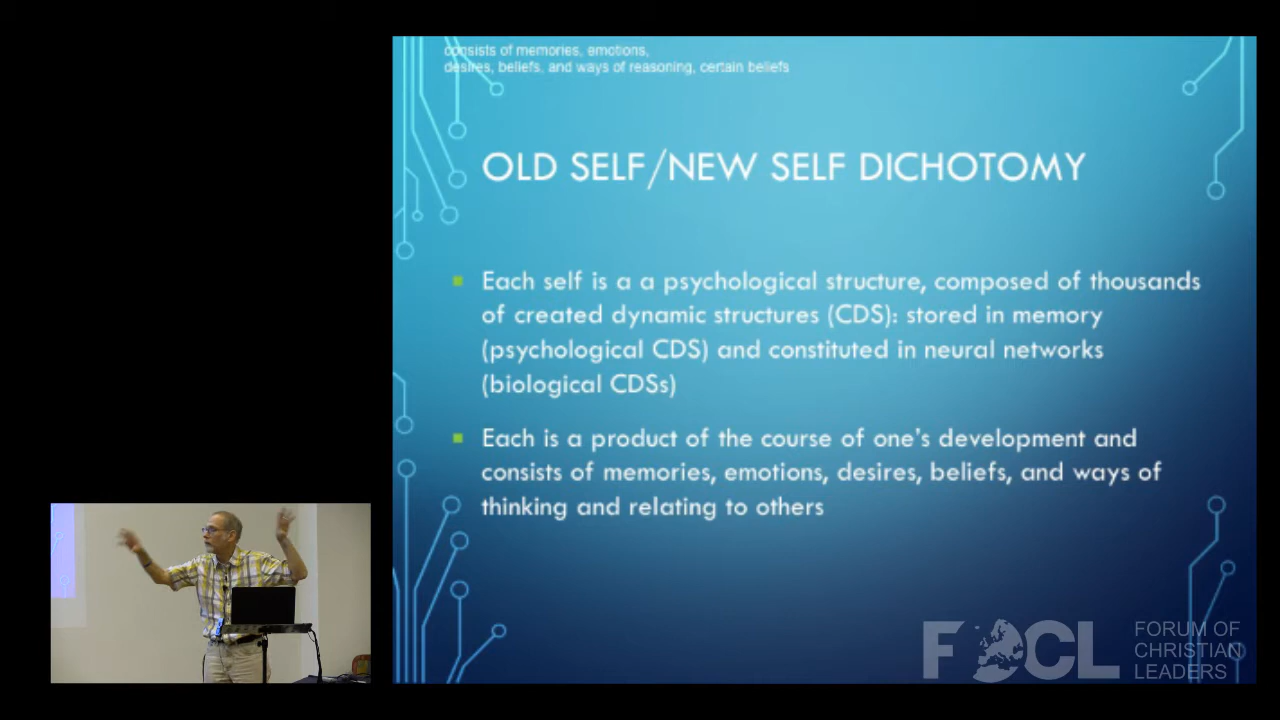 consists of memories, emotions,
desires, beliefs, and ways of reasoning, certain beliefs
OLD SELF/NEW SELF DICHOTOMY
Each self is a a psychological structure, composed of thousands
of created dynamic structures (CDS): stored in memory
(psychological CDS) and constituted in neural networks
(biological CDSs)
Each is a product of the course of one's development and
consists of memories, emotions, desires, beliefs, and ways of
thinking and relating to others
FOCL
FORUM OF
CHRISTIAN
LEADERS